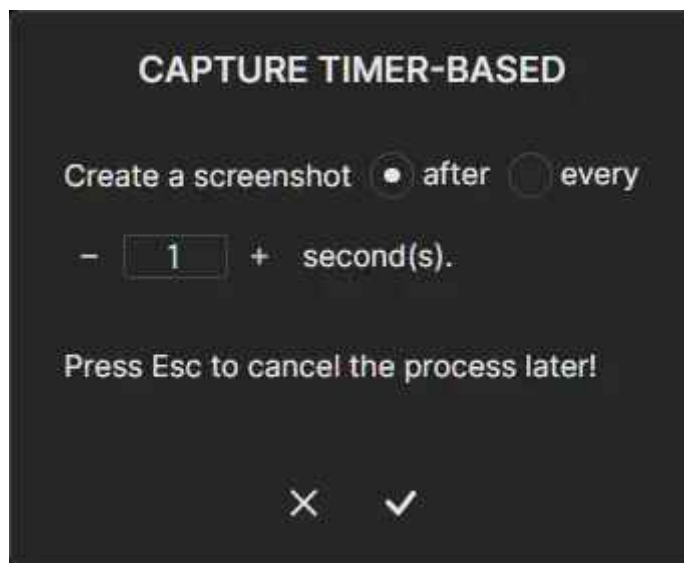 CAPTURE TIMER-BASED
Create a screenshot after every
- 1 + second(s).
Press Esc to cancel the process later!